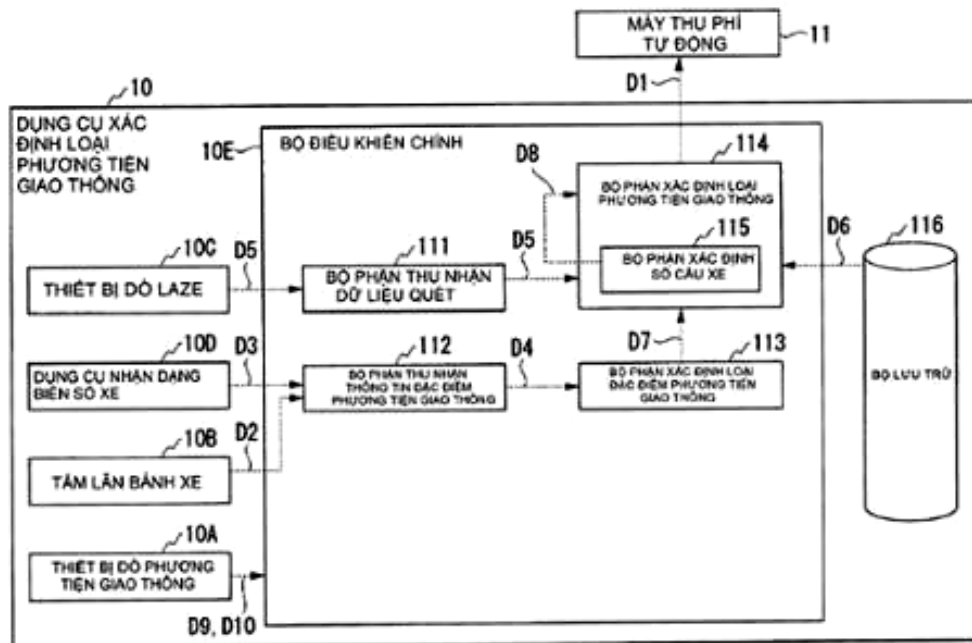 MÁY THU PHÍ
TỰ ĐỘNG
11
D1
10
DỤNG CỤ XÁC
ĐỊNH LOẠI
PHƯƠNG TIỆN
GIAO THÔNG
10E
BỘ ĐIỀU KHIỂN CHÍNH
114
D8
BỘ PHẬN XÁC ĐỊNH LOẠI
PHƯƠNG TIỆN GIAO THÔNG
115
BỘ PHẬN XÁC ĐỊNH
SỐ CẦU XE
D6
116
BỘ LƯU TRỮ
10C
THIẾT BỊ DÒ LAZE
D5
111
BỘ PHẬN THU NHẬN
DỮ LIỆU QUÉT
D5
D7
10D
DỤNG CỤ NHẬN DẠNG
BIỂN SỐ XE
D3
112
BỘ PHẬN THU NHẬN
THÔNG TIN ĐẶC ĐIỂM
PHƯƠNG TIỆN GIAO THÔNG
D4
113
BỘ PHẬN XÁC ĐỊNH LOẠI
ĐẶC ĐIỂM PHƯƠNG TIỆN
GIAO THÔNG
10B
TẤM LĂN BÁNH XE
D2
10A
THIẾT BỊ DÒ PHƯƠNG
TIỆN GIAO THÔNG
D9, D10